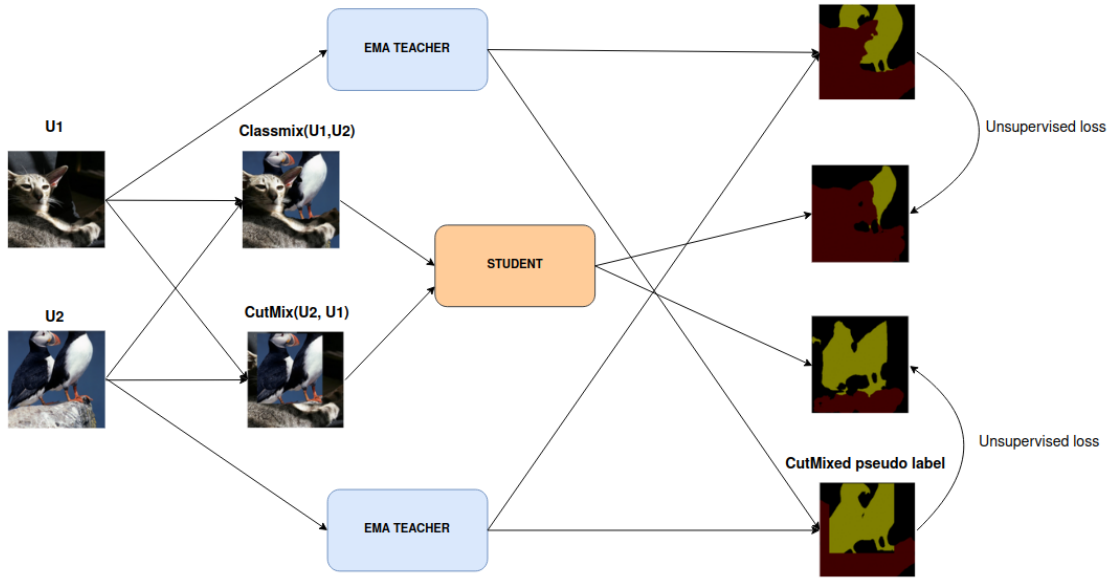 EMA TEACHER
U1
Classmix(U1,U2)
Unsupervised loss
STUDENT
U2
CutMix(U2, U1)
Unsupervised loss
CutMixed pseudo label
EMA TEACHER